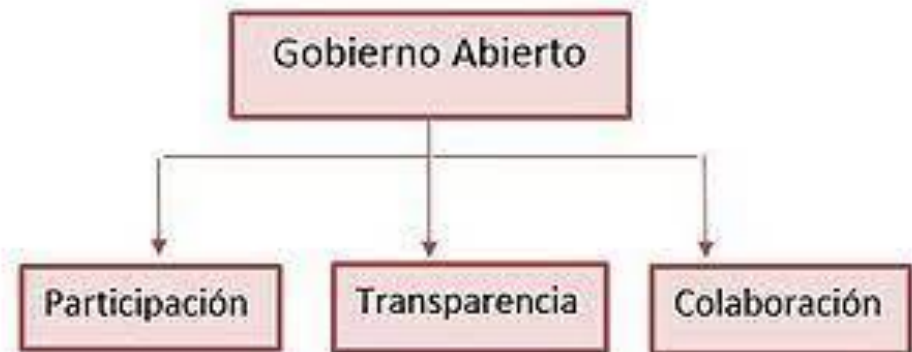 Gobierno Abierto
Participación
Transparencia
Colaboración